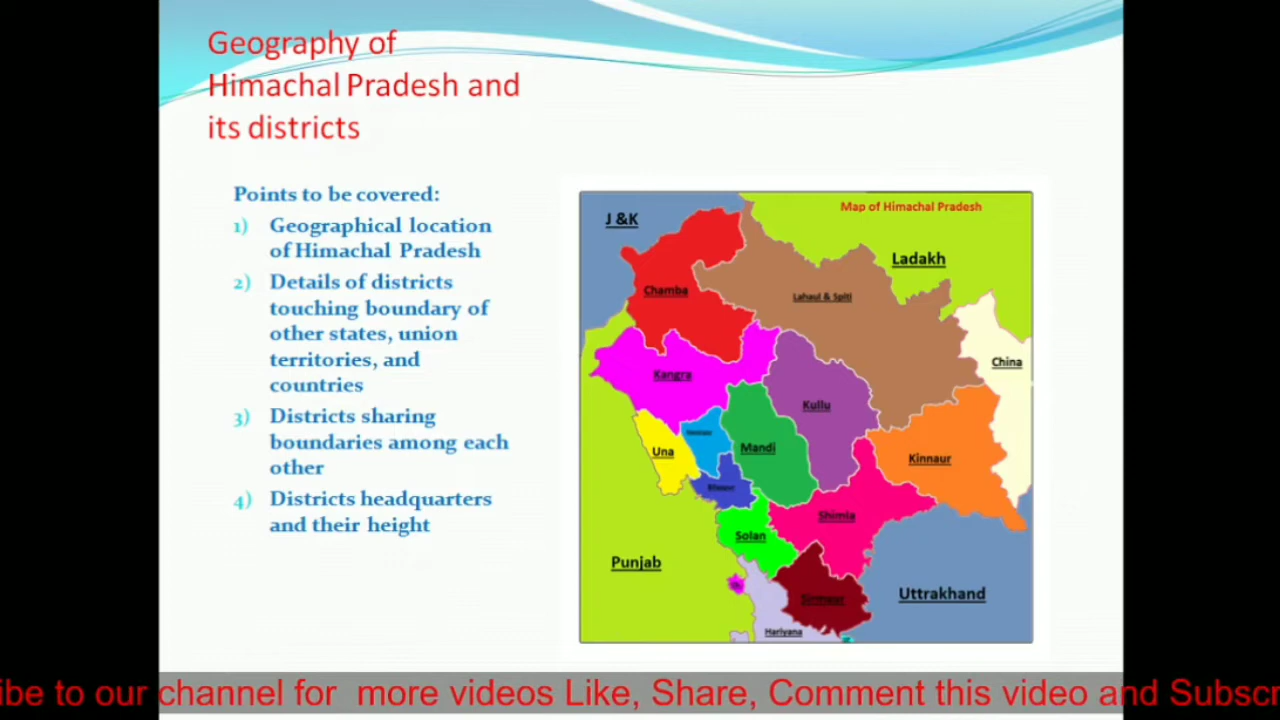 Geography of
Himachal Pradesh and
its districts
Points to be covered:
1) Geographical location
of Himachal Pradesh
2) Details of districts
touching boundary of
other states, union
territories, and
countries
3) Districts sharing
boundaries among each
other
4) Districts headquarters
and their height
Map of Himachal Pradesh
J &K
Ladakh
Chamba
Lahaul & Spiti
China
Kangra
Kullu
Una
Mandi
Kinnaur
Shimla
Solan
Punjab
Uttrakhand
Sirmaur
Hariyana
ibe to our channel for more videos Like, Share, Comment this video and Subscr